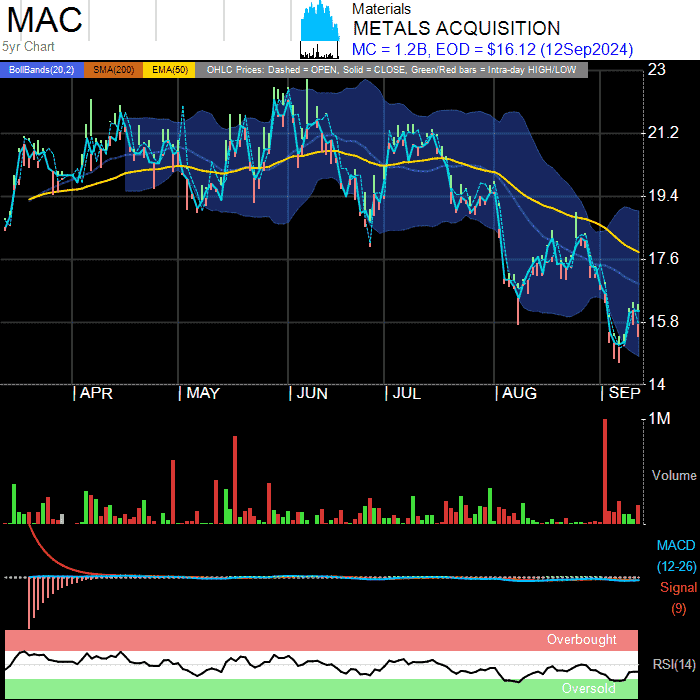 MAC
5yr Chart
Materials
METALS ACQUISITION
MC = 1.2B, EOD = $16.12 (12Sep2024)
BollBands(20,2) SMA(200) EMA(50) OHLC Prices: Dashed = OPEN, Solid = CLOSE, Green/Red bars = Intra-day HIGH/LOW
23
21.2
19.4
17.6
15.8
14
| APR | MAY | JUN | JUL | AUG | SEP
1M
Volume
MACD
(12-26)
Signal
(9)
Overbought
RSI(14)
Oversold